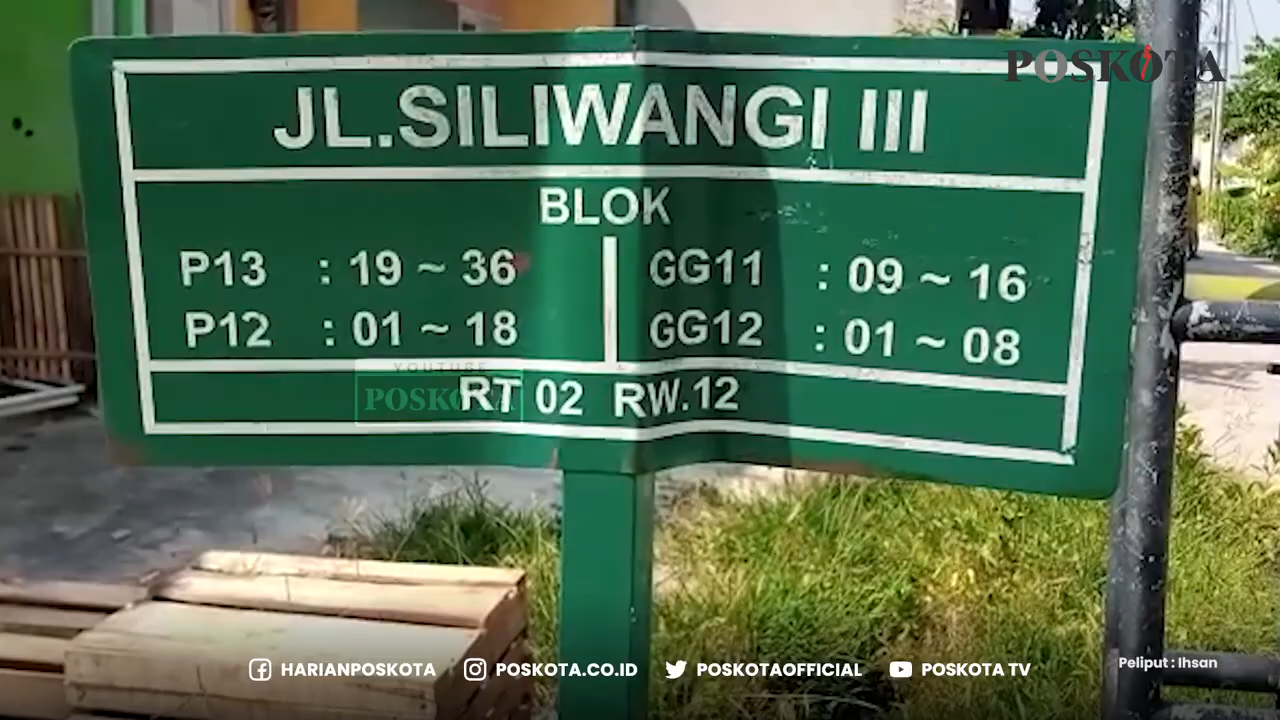 POSKOTA
JL.SILIWANGI III
BLOK
P13 : 19 ~ 36
GG11 : 09 ~ 16
P12 : 01 ~ 18
GG12 : 01 ~ 08
YOUTUBE
POSKOTA
RT 02 RW.12
Peliput : Ihsan
HARIANPOSKOTA POSKOTA.CO.ID POSKOTAOFFICIAL POSKOTA TV